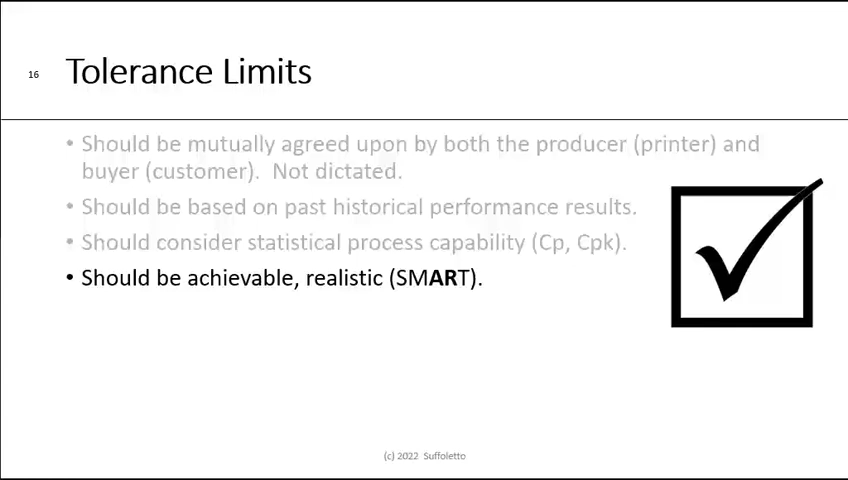 16
Tolerance Limits
• Should be mutually agreed upon by both the producer (printer) and
buyer (customer). Not dictated.
• Should be based on past historical performance results.
• Should consider statistical process capability (Cp, Cpk).
• Should be achievable, realistic (SMART).
(c) 2022 Suffoletto